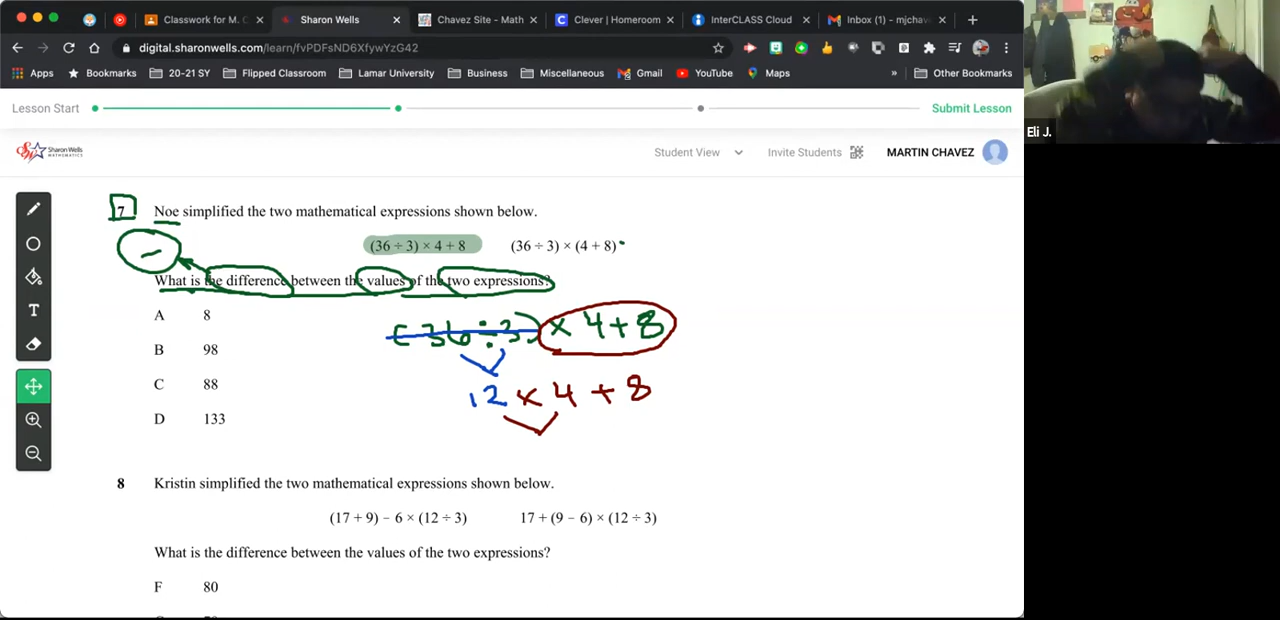 Classwork for M. C
Sharon Wells
Chavez Site - Math
Clever | Homeroom
InterCLASS Cloud
Inbox (1) - mjchav
digital.sharonwells.com/learn/fvPDFsND6XfywYzG42
Apps
Bookmarks
20-21 SY
Flipped Classroom
Lamar University
Business
Miscellaneous
Gmail
YouTube
Maps
»
Other Bookmarks
Eli J.
Lesson Start
Submit Lesson
Sharon Wells
MATHEMATICS
Student View
Invite Students
MARTIN CHAVEZ
7 Noe simplified the two mathematical expressions shown below.
(36 ÷ 3) × 4 + 8 (36 ÷ 3) × (4 + 8)
−
What is the difference between the values of the two expressions?
A 8
(36÷3) × 4+8
B 98
C 88
12 × 4 + 8
D 133
T
8 Kristin simplified the two mathematical expressions shown below.
(17 + 9) − 6 × (12 ÷ 3) 17 + (9 − 6) × (12 ÷ 3)
What is the difference between the values of the two expressions?
F 80